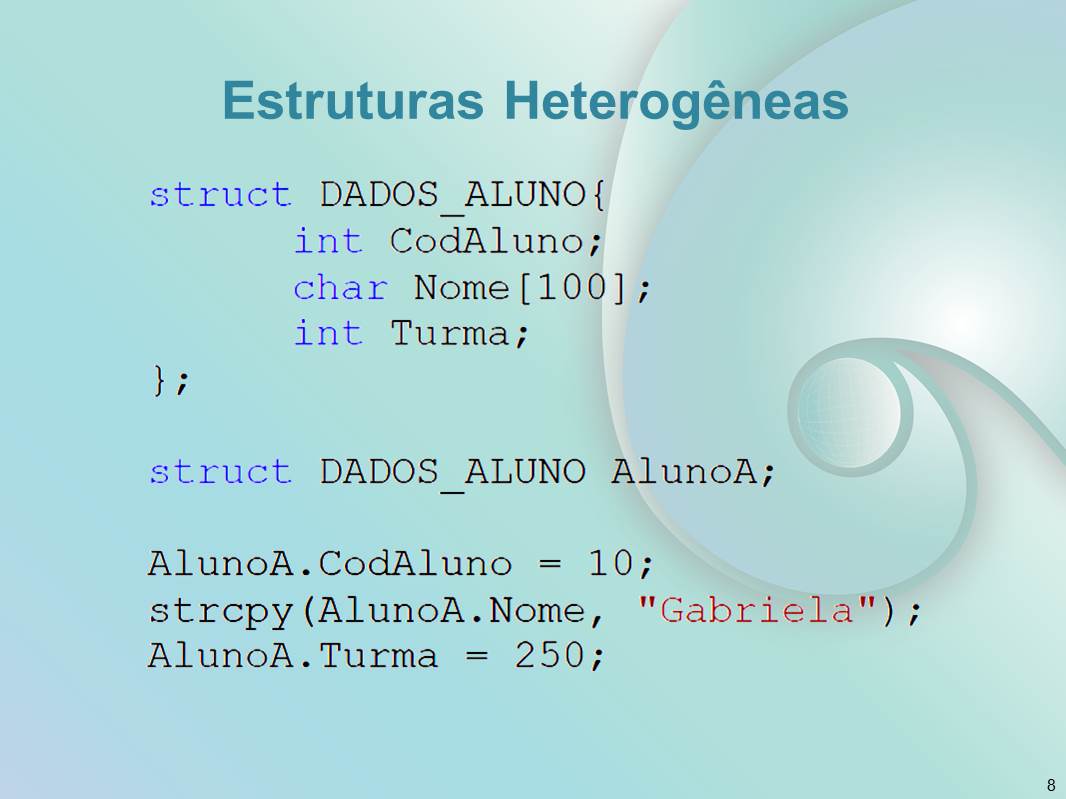 Estruturas Heterogêneas
struct DADOS_ALUNO{
int CodAluno;
char Nome[100];
int Turma;
};
struct DADOS_ALUNO AlunoA;
AlunoA.CodAluno = 10;
strcpy(AlunoA.Nome, "Gabriela");
AlunoA.Turma = 250;
8